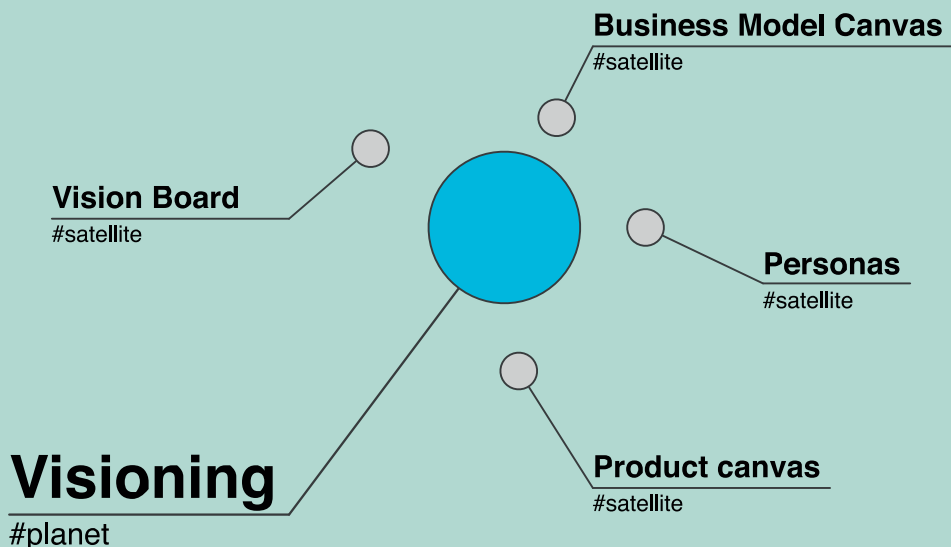 Business Model Canvas
#satellite
Vision Board
#satellite
Personas
#satellite
Visioning
#planet
Product canvas
#satellite